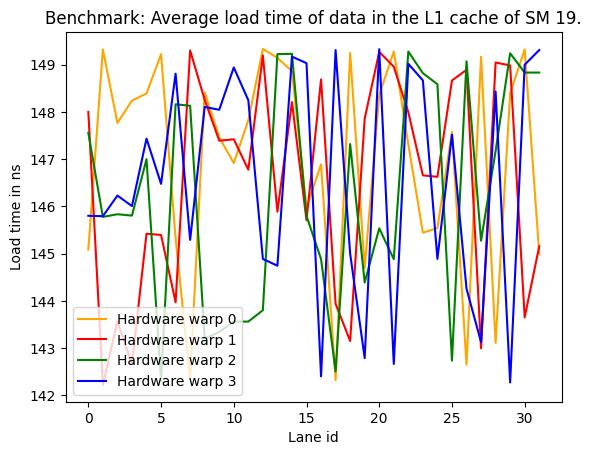 Benchmark: Average load time of data in the L1 cache of SM 19.
Load time in ns
149
148
147
146
145
144
143
142
Hardware warp 0
Hardware warp 1
Hardware warp 2
Hardware warp 3
0 5 10 15 20 25 30
Lane id